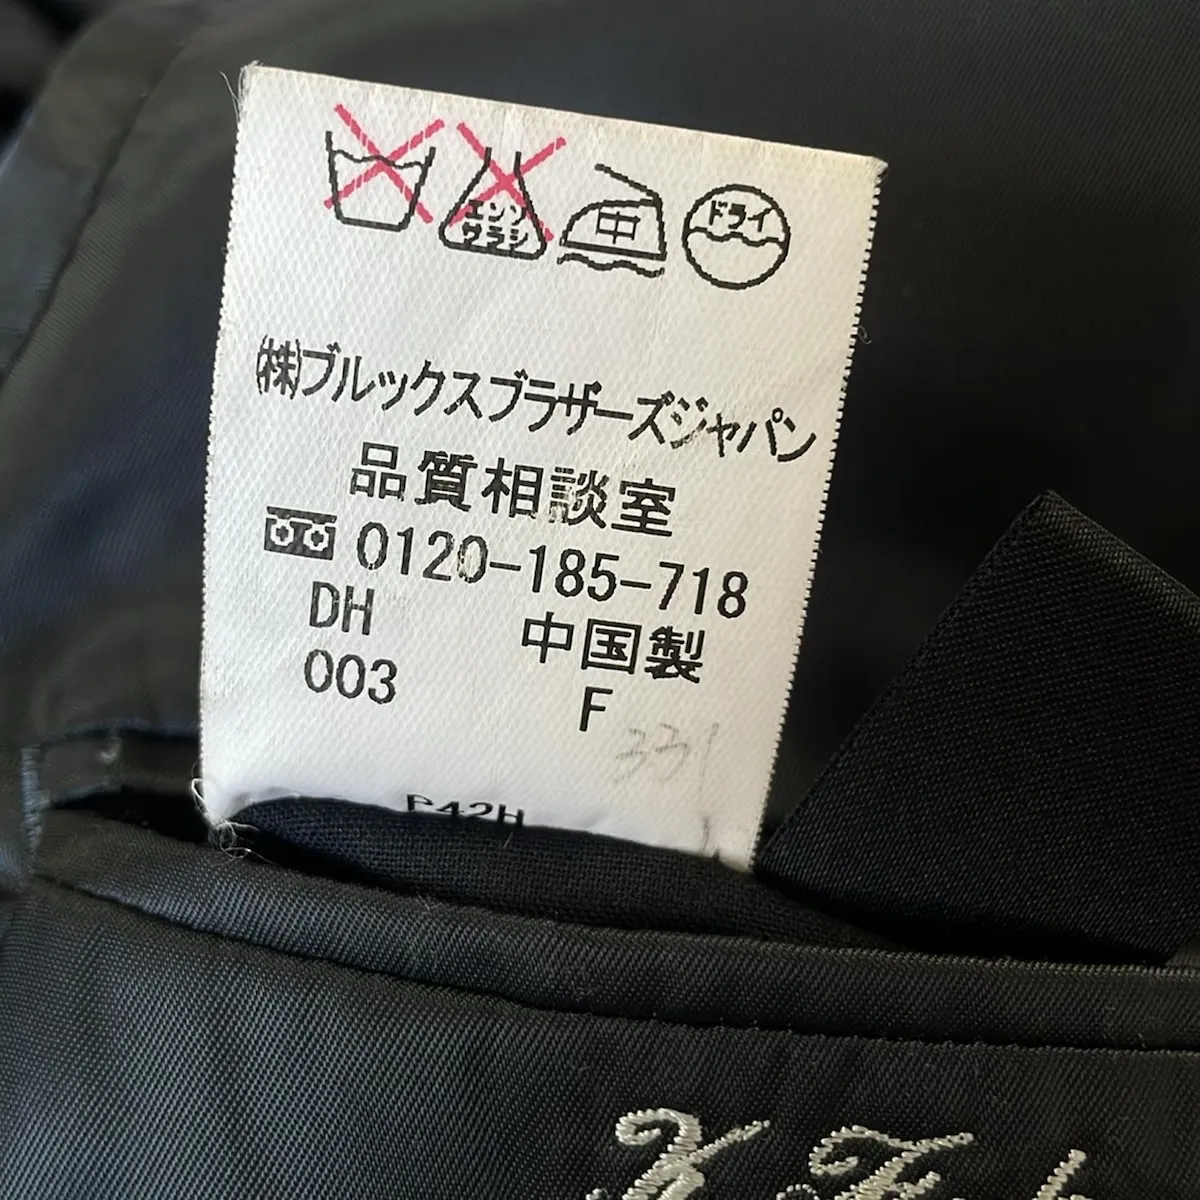 エンソ
サラシ
中
ドライ
(株)ブルックスブラザーズジャパン
品質相談室
0120-185-718
DH 中国製
003 F
331